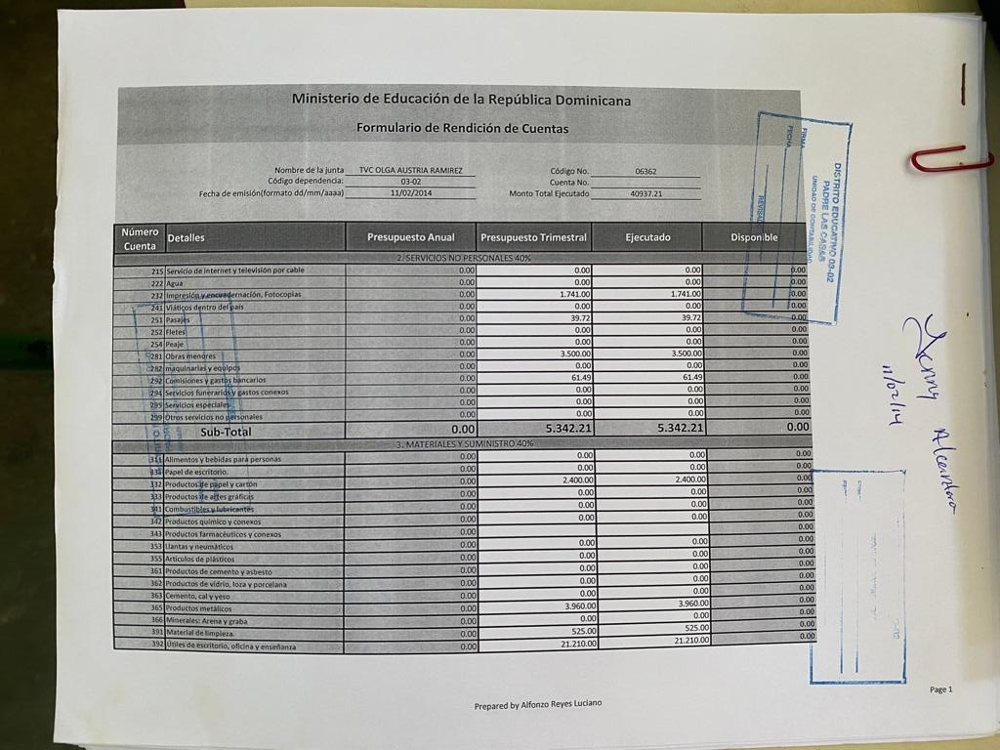 Ministerio de Educación de la República Dominicana
Formulario de Rendición de Cuentas
Nombre de la junta TVC OLGA AUSTRIA RAMIREZ Código No. 06362
Código dependencia: 03-02 Cuenta No.
Fecha de emisión(formato dd/mm/aaaa) 11/02/2014 Monto Total Ejecutado 40937.21
Número Cuenta Detalles Presupuesto Anual Presupuesto Trimestral Ejecutado Disponible
2. SERVICIOS NO PERSONALES 40%
215 Servicio de internet y televisión por cable 0.00 0.00 0.00 0.00
222 Agua 0.00 0.00 0.00 0.00
232 Impresión y encuadernación, Fotocopias 0.00 1.741.00 1.741.00 0.00
241 Viáticos dentro del país 0.00 0.00 0.00 0.00
251 Pasajes 0.00 39.72 39.72 0.00
252 Fletes 0.00 0.00 0.00 0.00
254 Peaje 0.00 0.00 0.00 0.00
281 Obras menores 0.00 3.500.00 3.500.00 0.00
282 maquinarias y equipos 0.00 0.00 0.00 0.00
292 Comisiones y gastos bancarios 0.00 61.49 61.49 0.00
294 Servicios funerarios y gastos conexos 0.00 0.00 0.00 0.00
295 Servicios especiales 0.00 0.00 0.00 0.00
299 Otros servicios no personales 0.00 0.00 0.00 0.00
Sub-Total 0.00 5.342.21 5.342.21 0.00
3. MATERIALES Y SUMINISTRO 40%
311 Alimentos y bebidas para personas 0.00 0.00 0.00 0.00
331 Papel de escritorio. 0.00 0.00 0.00 0.00
332 Productos de papel y cartón 0.00 2.400.00 2.400.00 0.00
333 Productos de artes gráficas 0.00 0.00 0.00 0.00
341 Combustibles y lubricantes 0.00 0.00 0.00 0.00
342 Productos químico y conexos 0.00 0.00 0.00 0.00
343 Productos farmacéuticos y conexos 0.00 0.00
353 Llantas y neumáticos 0.00 0.00 0.00 0.00
355 Artículos de plásticos 0.00 0.00 0.00 0.00
361 Productos de cemento y asbesto 0.00 0.00 0.00 0.00
362 Productos de vidrio, loza y porcelana 0.00 0.00 0.00 0.00
363 Cemento, cal y yeso 0.00 0.00 0.00 0.00
365 Productos metálicos 0.00 3.960.00 3.960.00 0.00
366 Minerales: Arena y graba 0.00 0.00 0.00 0.00
391 Material de limpieza 0.00 525.00 525.00 0.00
392 Útiles de escritorio, oficina y enseñanza 0.00 21.210.00 21.210.00 0.00
Prepared by Alfonzo Reyes Luciano
Page 1
DISTRITO EDUCATIVO 03-02
PADRE LAS CASAS
UNIDAD DE CONTABILIDAD
FIRMA
FECHA
Jenny Alcantara
11/02/14